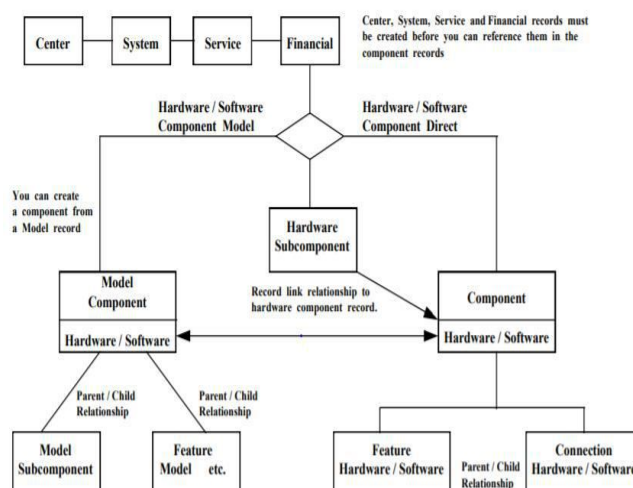 Center
System
Service
Financial
Center, System, Service and Financial records must
be created before you can reference them in the
component records
Hardware / Software
Component Model
Hardware / Software
Component Direct
You can create
a component from
a Model record
Hardware
Subcomponent
Model
Component
Hardware / Software
Record link relationship to
hardware component record.
Component
Hardware / Software
Parent / Child
Relationship
Parent / Child
Relationship
Model
Subcomponent
Feature
Model etc.
Feature
Hardware / Software
Parent / Child
Relationship
Connection
Hardware / Software